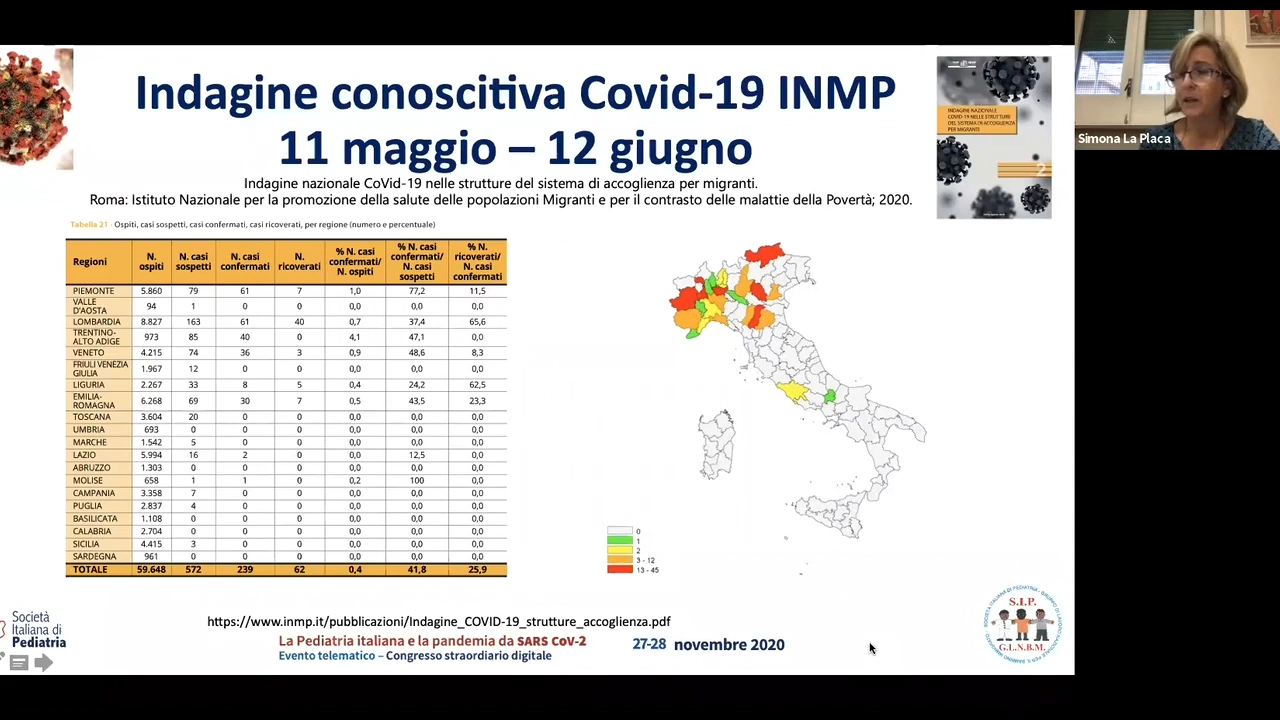 Indagine conoscitiva Covid-19 INMP
11 maggio – 12 giugno
Indagine nazionale CoVid-19 nelle strutture del sistema di accoglienza per migranti.
Roma: Istituto Nazionale per la promozione della salute delle popolazioni Migranti e per il contrasto delle malattie della Povertà; 2020.
INDAGINE NAZIONALE
COVID-19 NELLE STRUTTURE
DEL SISTEMA DI ACCOGLIENZA
PER MIGRANTI
2
Simona La Placa
Tabella 21 - Ospiti, casi sospetti, casi confermati, casi ricoverati, per regione (numero e percentuale)
Regioni N. ospiti N. casi sospetti N. casi confermati N. ricoverati % N. casi confermati/ N. ospiti % N. casi confermati/ N. casi sospetti % N. ricoverati/ N. casi confermati
PIEMONTE 5.860 79 61 7 1,0 77,2 11,5
VALLE D'AOSTA 94 1 0 0 0,0 0,0 0,0
LOMBARDIA 8.827 163 61 40 0,7 37,4 65,6
TRENTINO-ALTO ADIGE 973 85 40 0 4,1 47,1 0,0
VENETO 4.215 74 36 3 0,9 48,6 8,3
FRIULI VENEZIA GIULIA 1.967 12 0 0 0,0 0,0 0,0
LIGURIA 2.267 33 8 5 0,4 24,2 62,5
EMILIA-ROMAGNA 6.268 69 30 7 0,5 43,5 23,3
TOSCANA 3.604 20 0 0 0,0 0,0 0,0
UMBRIA 693 0 0 0 0,0 0,0 0,0
MARCHE 1.542 5 0 0 0,0 0,0 0,0
LAZIO 5.994 16 2 0 0,0 12,5 0,0
ABRUZZO 1.303 0 0 0 0,0 0,0 0,0
MOLISE 658 1 1 0 0,2 100 0,0
CAMPANIA 3.358 7 0 0 0,0 0,0 0,0
PUGLIA 2.837 4 0 0 0,0 0,0 0,0
BASILICATA 1.108 0 0 0 0,0 0,0 0,0
CALABRIA 2.704 0 0 0 0,0 0,0 0,0
SICILIA 4.415 3 0 0 0,0 0,0 0,0
SARDEGNA 961 0 0 0 0,0 0,0 0,0
TOTALE 59.648 572 239 62 0,4 41,8 25,9
0
1
2
3 - 12
13 - 45
https://www.inmp.it/pubblicazioni/Indagine_COVID-19_strutture_accoglienza.pdf
Società
Italiana di
Pediatria
La Pediatria italiana e la pandemia da SARS CoV-2
Evento telematico – Congresso straordinario digitale
27-28 novembre 2020
S.I.P.
G.L.N.B.M.